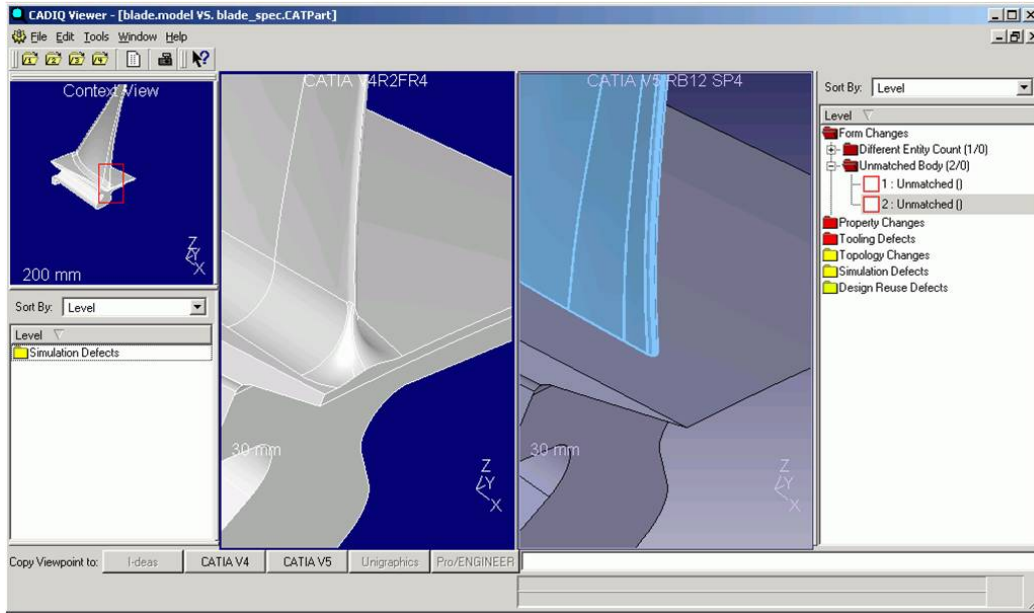 CADIQ Viewer - [blade.model VS. blade_spec.CATPart]
File Edit Tools Window Help
Context View
Z
Y
X
200 mm
Sort By: Level
Level
Simulation Defects
CATIA V4R2FR4
30 mm
Z
Y
X
CATIA V5 RB12 SP4
30 mm
Z
Y
X
Sort By: Level
Level
Form Changes
Different Entity Count (1/0)
Unmatched Body (2/0)
1 : Unmatched ()
2 : Unmatched ()
Property Changes
Tooling Defects
Topology Changes
Simulation Defects
Design Reuse Defects
Copy Viewpoint to: I-deas CATIA V4 CATIA V5 Unigraphics Pro/ENGINEER